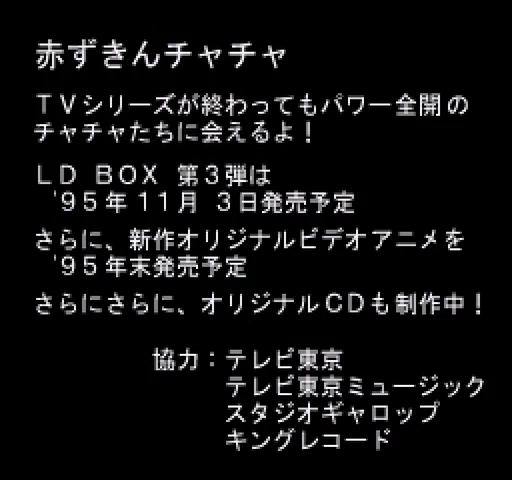 赤ずきんチャチャ
TVシリーズが終わってもパワー全開の
チャチャたちに会えるよ！
LD BOX 第3弾は
'95年11月 3日発売予定
さらに、新作オリジナルビデオアニメを
'95年末発売予定
さらにさらに、オリジナルCDも制作中！
協力：テレビ東京
テレビ東京ミュージック
スタジオギャロップ
キングレコード